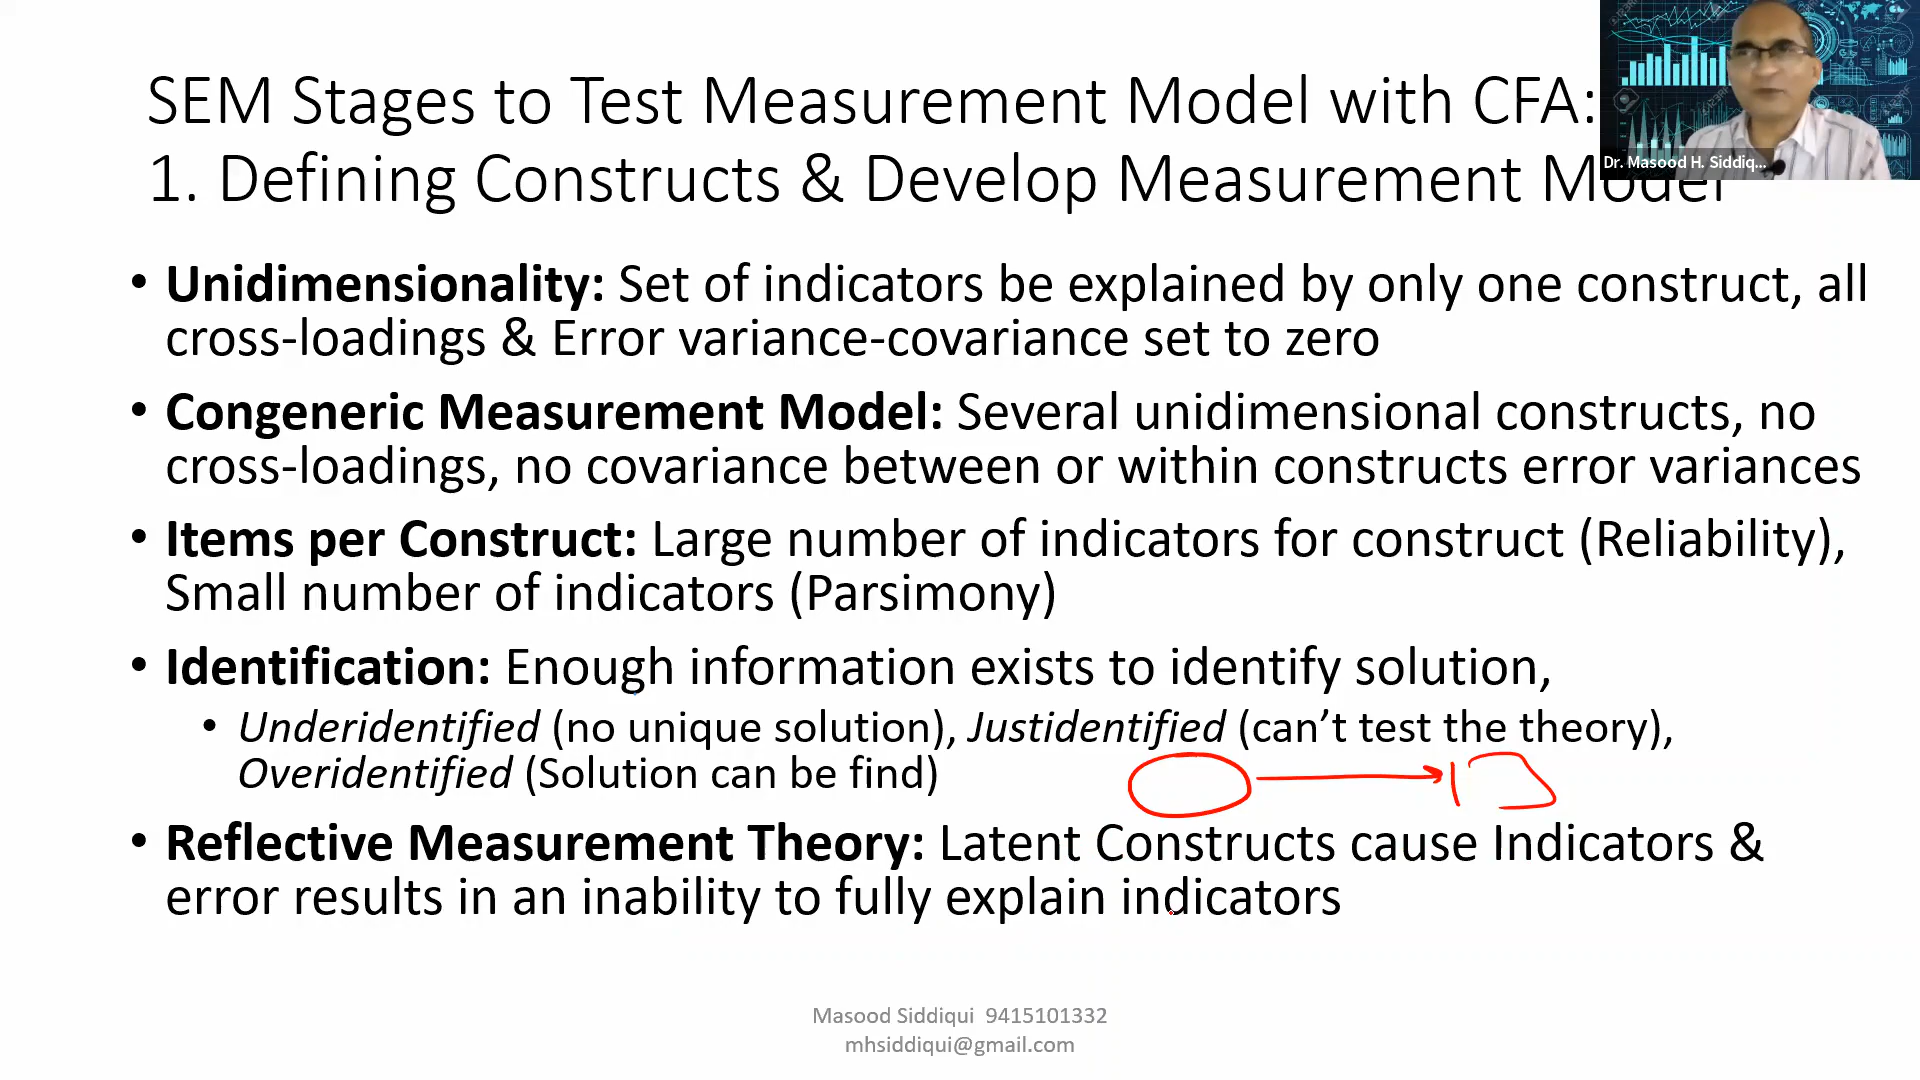 SEM Stages to Test Measurement Model with CFA:
1. Defining Constructs & Develop Measurement Model
Dr. Masood H. Siddiq...
• Unidimensionality: Set of indicators be explained by only one construct, all
cross-loadings & Error variance-covariance set to zero
• Congeneric Measurement Model: Several unidimensional constructs, no
cross-loadings, no covariance between or within constructs error variances
• Items per Construct: Large number of indicators for construct (Reliability),
Small number of indicators (Parsimony)
• Identification: Enough information exists to identify solution,
• Underidentified (no unique solution), Justidentified (can’t test the theory),
Overidentified (Solution can be find)
• Reflective Measurement Theory: Latent Constructs cause Indicators &
error results in an inability to fully explain indicators
Masood Siddiqui 9415101332
mhsiddiqui@gmail.com